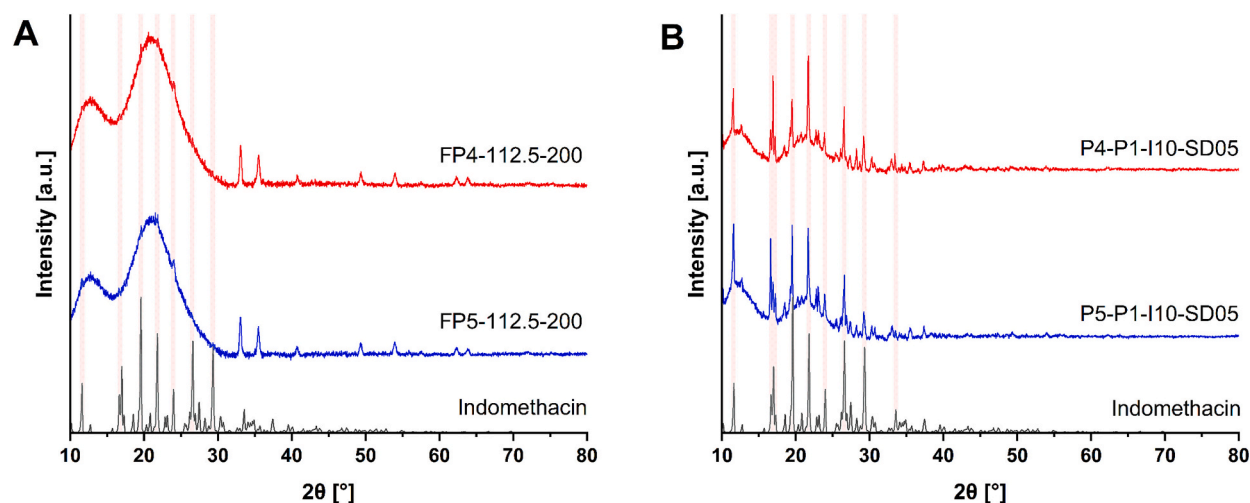 A
Intensity [a.u.]
FP4-112.5-200
FP5-112.5-200
Indomethacin
10 20 30 40 50 60 70 80
2θ [°]
B
Intensity [a.u.]
P4-P1-I10-SD05
P5-P1-I10-SD05
Indomethacin
10 20 30 40 50 60 70 80
2θ [°]